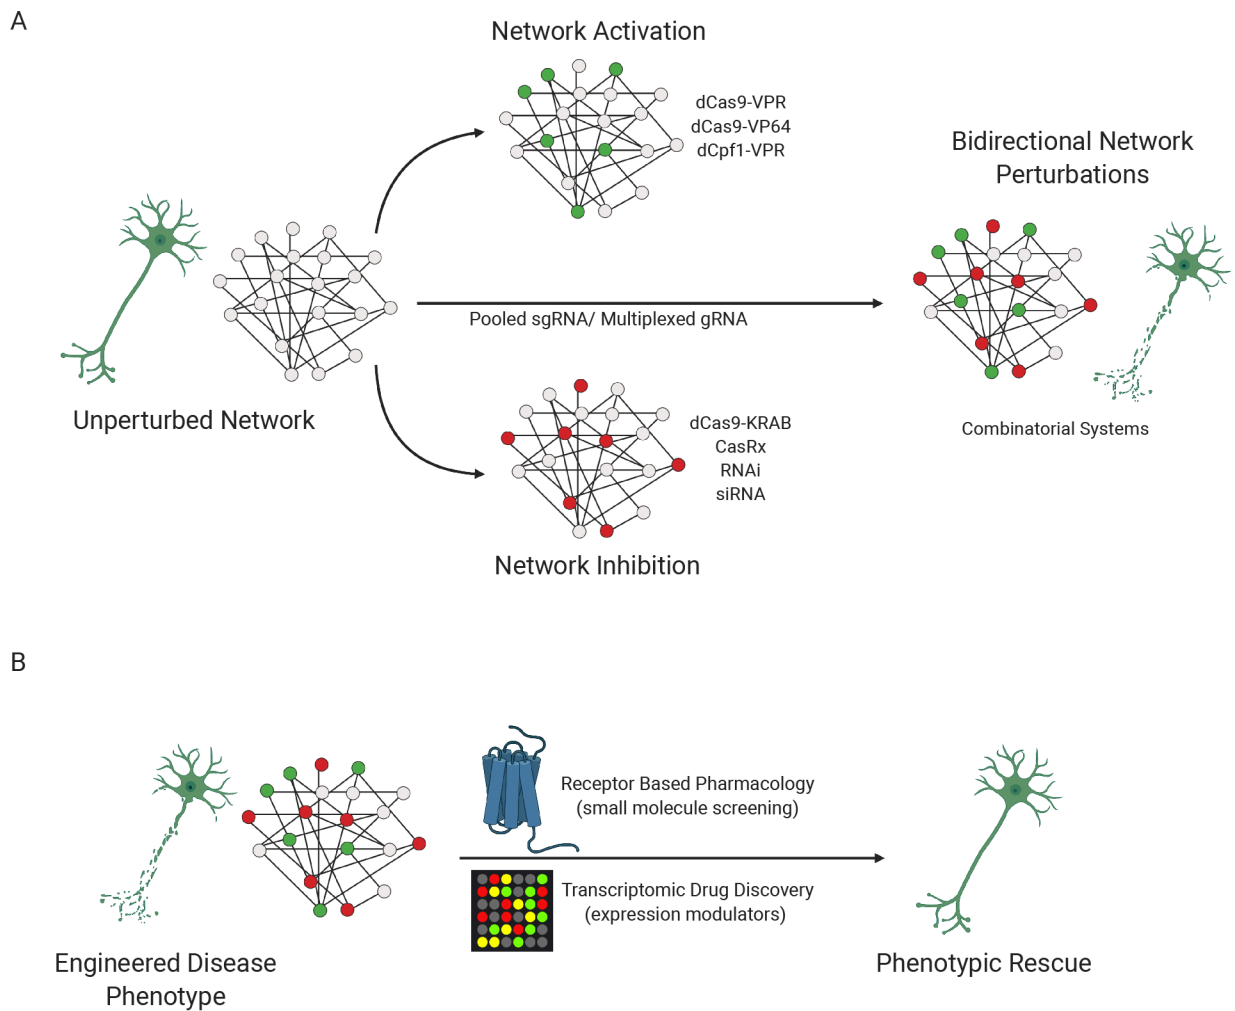 A
Network Activation
dCas9-VPR
dCas9-VP64
dCpf1-VPR
Bidirectional Network
Perturbations
Pooled sgRNA/ Multiplexed gRNA
Unperturbed Network
dCas9-KRAB
CasRx
RNAi
siRNA
Combinatorial Systems
Network Inhibition
B
Receptor Based Pharmacology
(small molecule screening)
Transcriptomic Drug Discovery
(expression modulators)
Engineered Disease
Phenotype
Phenotypic Rescue